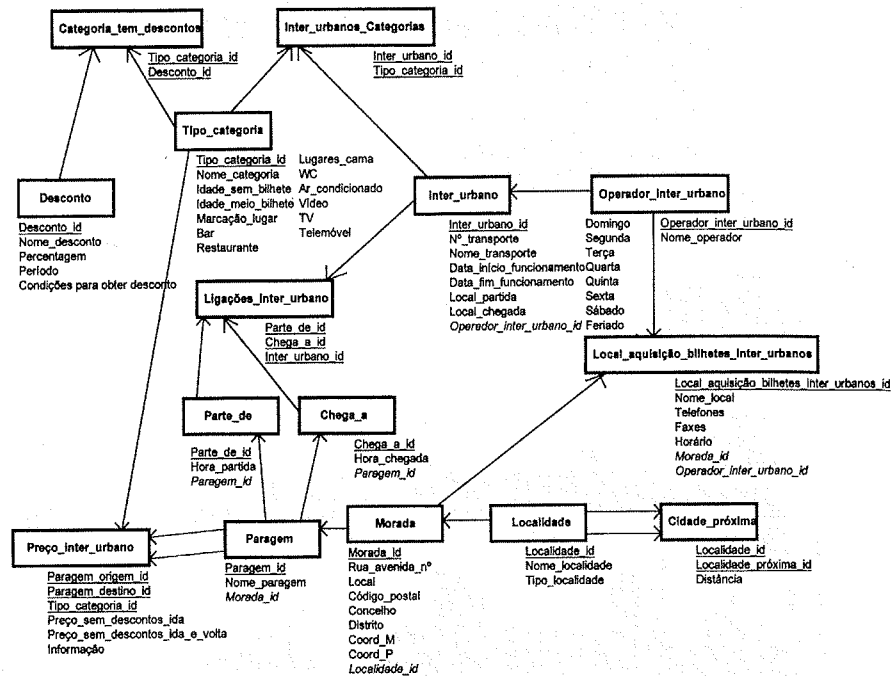 Categoria_tem_descontos
Tipo_categoria_id
Desconto_id
Inter_urbanos_Categorias
Inter_urbano_id
Tipo_categoria_id
Tipo_categoria
Tipo_categoria_id Lugares_cama
Nome_categoria WC
Idade_sem_bilhete Ar_condicionado
Idade_meio_bilhete Vídeo
Marcação_lugar TV
Bar Telemóvel
Restaurante
Desconto
Desconto_id
Nome_desconto
Percentagem
Período
Condições para obter desconto
Inter_urbano
Inter_urbano_id Domingo
Nº_transporte Segunda
Nome_transporte Terça
Data_início_funcionamento Quarta
Data_fim_funcionamento Quinta
Local_partida Sexta
Local_chegada Sábado
Operador_inter_urbano_id Feriado
Operador_inter_urbano
Operador_inter_urbano_id
Nome_operador
Ligações_inter_urbano
Parte_de_id
Chega_a_id
Inter_urbano_id
Local_aquisição_bilhetes_inter_urbanos
Local_aquisição_bilhetes_inter_urbanos_id
Nome_local
Telefones
Faxes
Horário
Morada_id
Operador_inter_urbano_id
Parte_de
Parte_de_id
Hora_partida
Paragem_id
Chega_a
Chega_a_id
Hora_chegada
Paragem_id
Preço_inter_urbano
Paragem_origem_id
Paragem_destino_id
Tipo_categoria_id
Preço_sem_descontos_ida
Preço_sem_descontos_ida_e_volta
Informação
Paragem
Paragem_id
Nome_paragem
Morada_id
Morada
Morada_id
Rua_avenida_nº
Local
Código_postal
Concelho
Distrito
Coord_M
Coord_P
Localidade_id
Localidade
Localidade_id
Nome_localidade
Tipo_localidade
Cidade_próxima
Localidade_id
Localidade_próxima_id
Distância